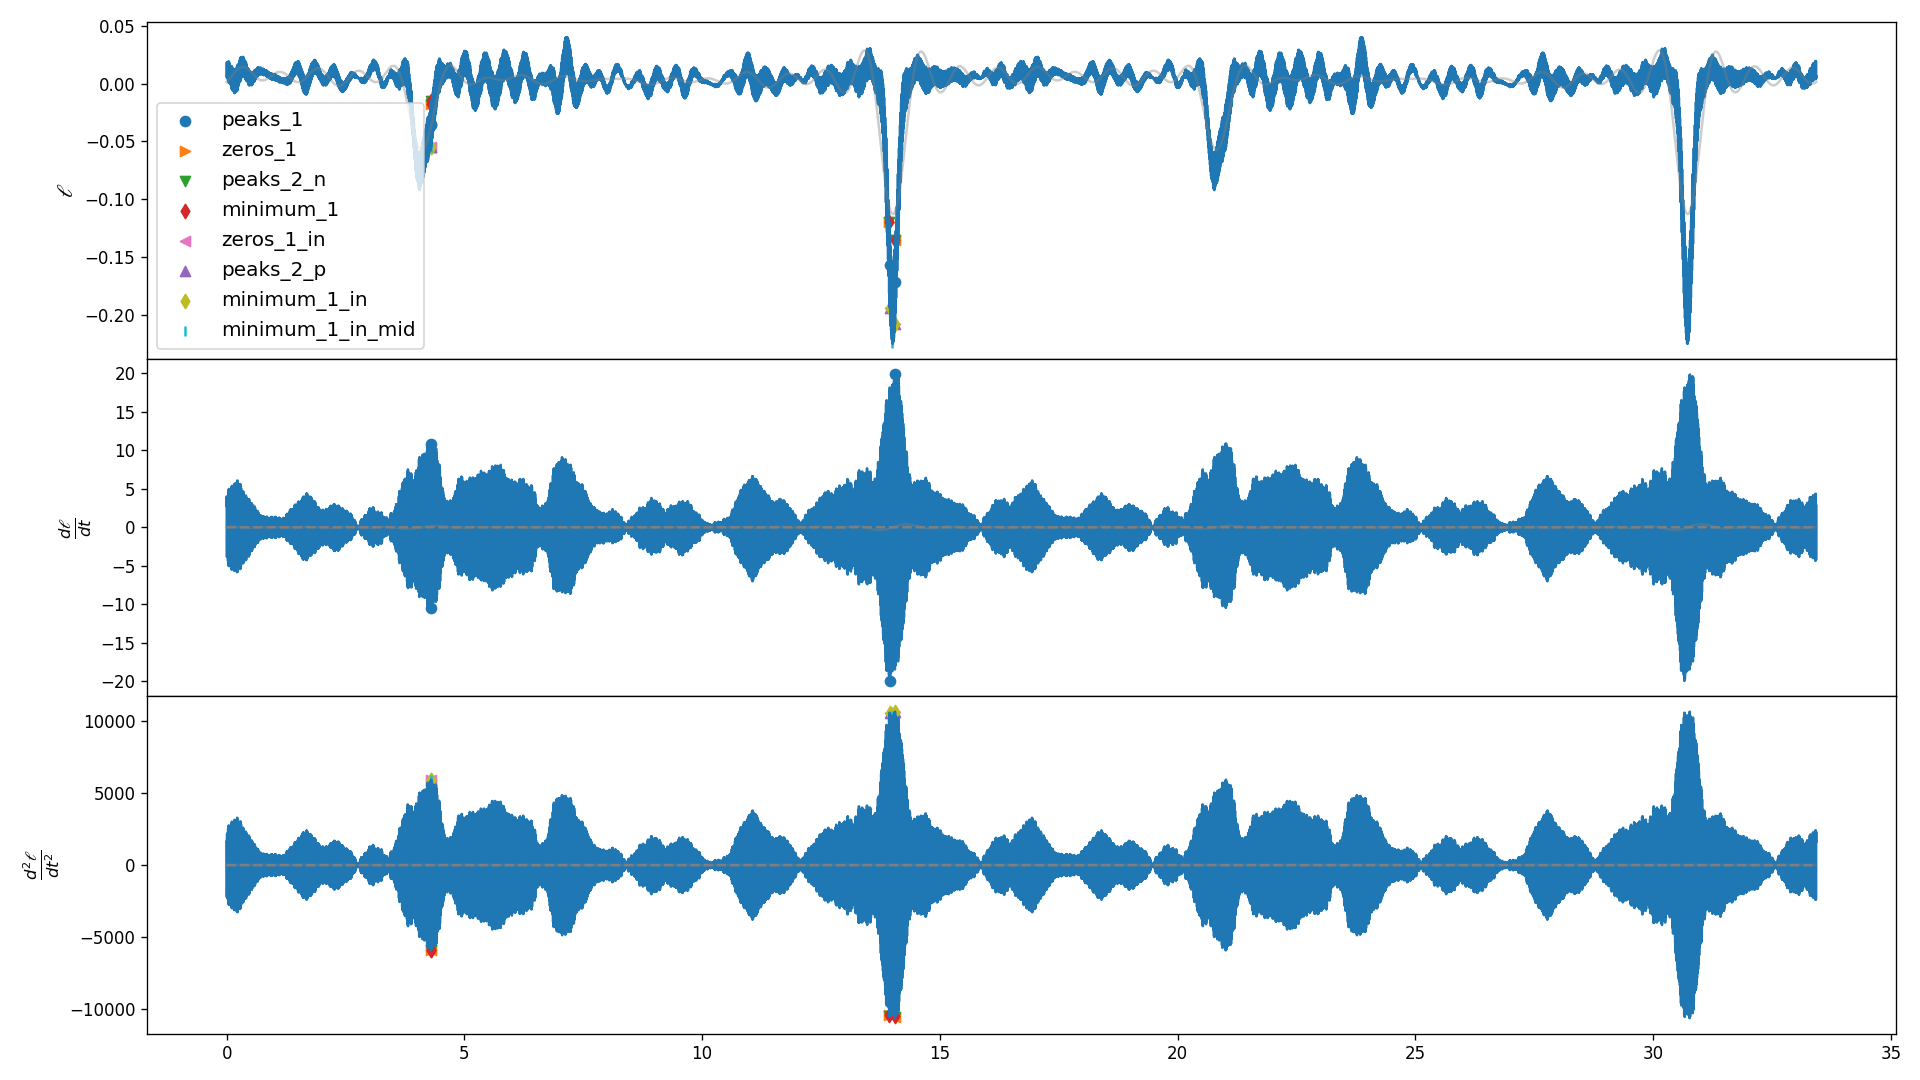 0.05
0.00
−0.05
−0.10
−0.15
−0.20
ℓ
peaks_1
zeros_1
peaks_2_n
minimum_1
zeros_1_in
peaks_2_p
minimum_1_in
minimum_1_in_mid
20
15
10
5
0
−5
−10
−15
−20
dℓ
dt
10000
5000
0
−5000
−10000
d²ℓ
dt²
0 5 10 15 20 25 30 35